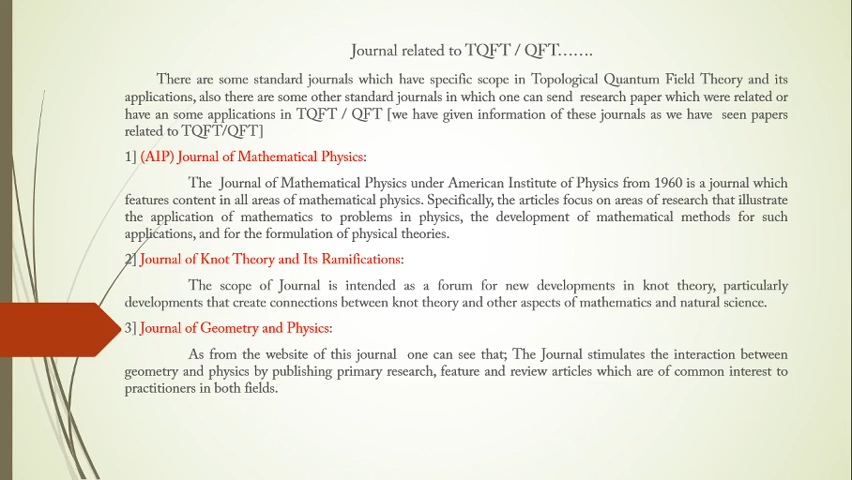 Journal related to TQFT / QFT.......
There are some standard journals which have specific scope in Topological Quantum Field Theory and its
applications, also there are some other standard journals in which one can send research paper which were related or
have an some applications in TQFT / QFT [we have given information of these journals as we have seen papers
related to TQFT/QFT]
1] (AIP) Journal of Mathematical Physics:
The Journal of Mathematical Physics under American Institute of Physics from 1960 is a journal which
features content in all areas of mathematical physics. Specifically, the articles focus on areas of research that illustrate
the application of mathematics to problems in physics, the development of mathematical methods for such
applications, and for the formulation of physical theories.
2] Journal of Knot Theory and Its Ramifications:
The scope of Journal is intended as a forum for new developments in knot theory, particularly
developments that create connections between knot theory and other aspects of mathematics and natural science.
3] Journal of Geometry and Physics:
As from the website of this journal one can see that; The Journal stimulates the interaction between
geometry and physics by publishing primary research, feature and review articles which are of common interest to
practitioners in both fields.